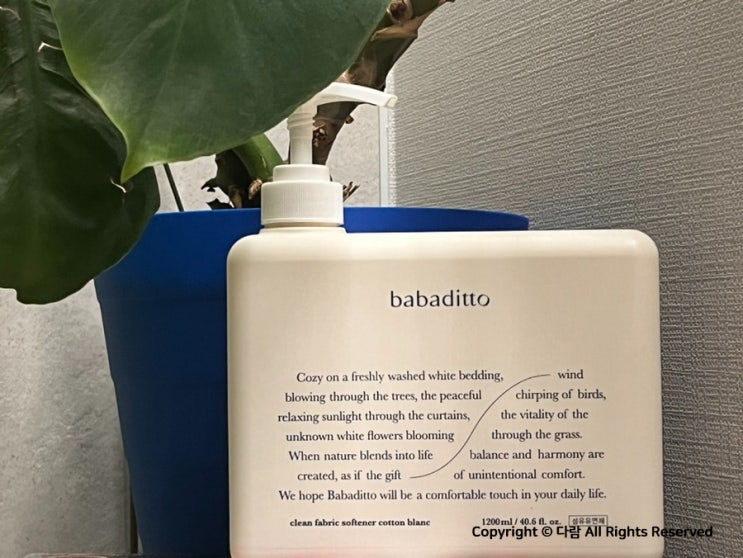 babaditto
Cozy on a freshly washed white bedding, wind
blowing through the trees, the peaceful chirping of birds,
relaxing sunlight through the curtains, the vitality of the
unknown white flowers blooming through the grass.
When nature blends into life balance and harmony are
created, as if the gift of unintentional comfort.
We hope Babaditto will be a comfortable touch in your daily life.
clean fabric softener cotton blanc 1200ml / 40.6 fl. oz. 섬유유연제
Copyright © 다람 All Rights Reserved